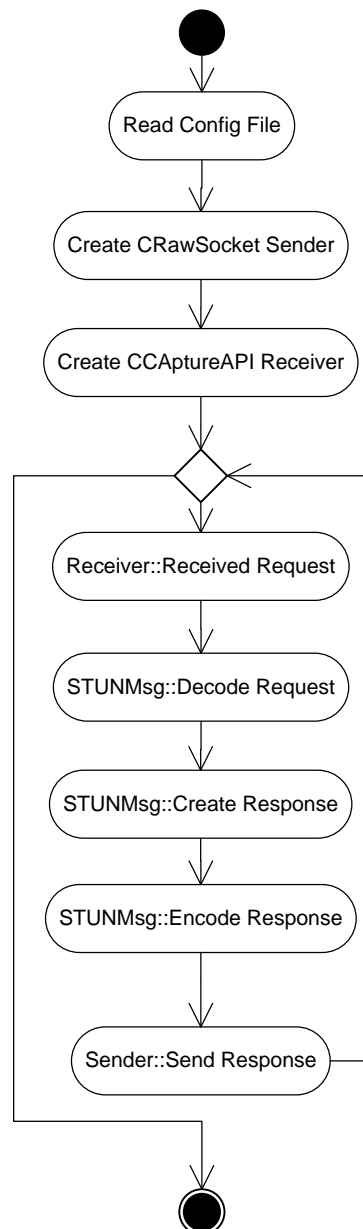 Read Config File
Create CRawSocket Sender
Create CCAptureAPI Receiver
Receiver::Received Request
STUNMsg::Decode Request
STUNMsg::Create Response
STUNMsg::Encode Response
Sender::Send Response